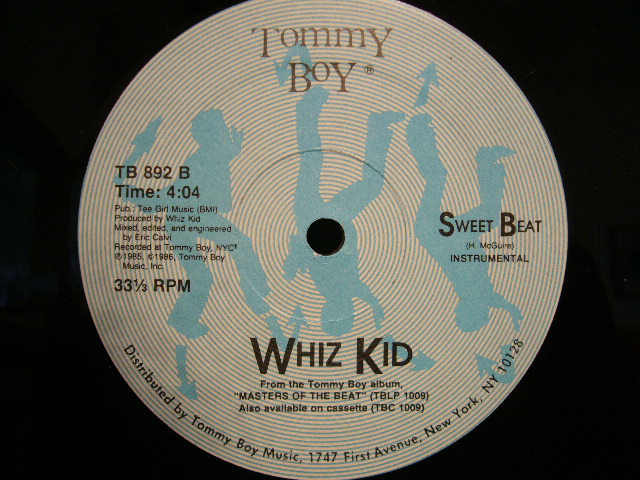 Tommy
Boy®
TB 892 B
Time: 4:04
Pub.: Tee Girl Music (BMI)
Produced by Whiz Kid
Mixed, edited, and engineered
by Eric Calvi
Recorded at Tommy Boy, NYC
℗1985, ©1986, Tommy Boy
Music, Inc.
33⅓ RPM
Sweet Beat
(H. McGuire)
INSTRUMENTAL
Whiz Kid
From the Tommy Boy album,
"MASTERS OF THE BEAT" (TBLP 1009)
Also available on cassette (TBC 1009)
Distributed by Tommy Boy Music, 1747 First Avenue, New York, NY 10128